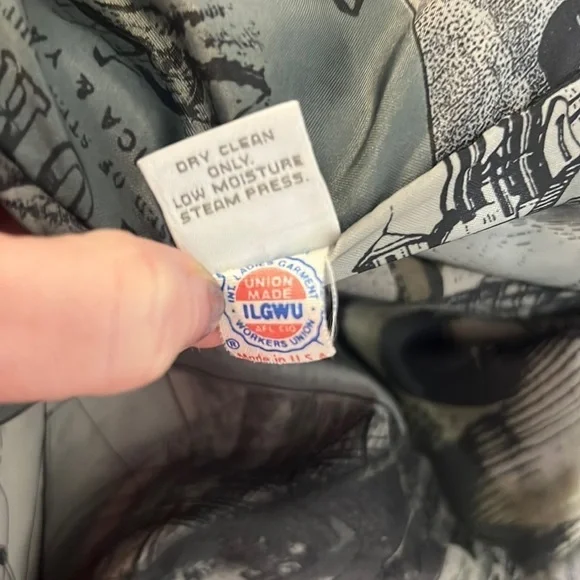 DRY CLEAN
ONLY.
LOW MOISTURE
STEAM PRESS.
INT. LADIES GARMENT
UNION
MADE
ILGWU
AFL CIO
WORKERS UNION
®
Made in U.S.A.